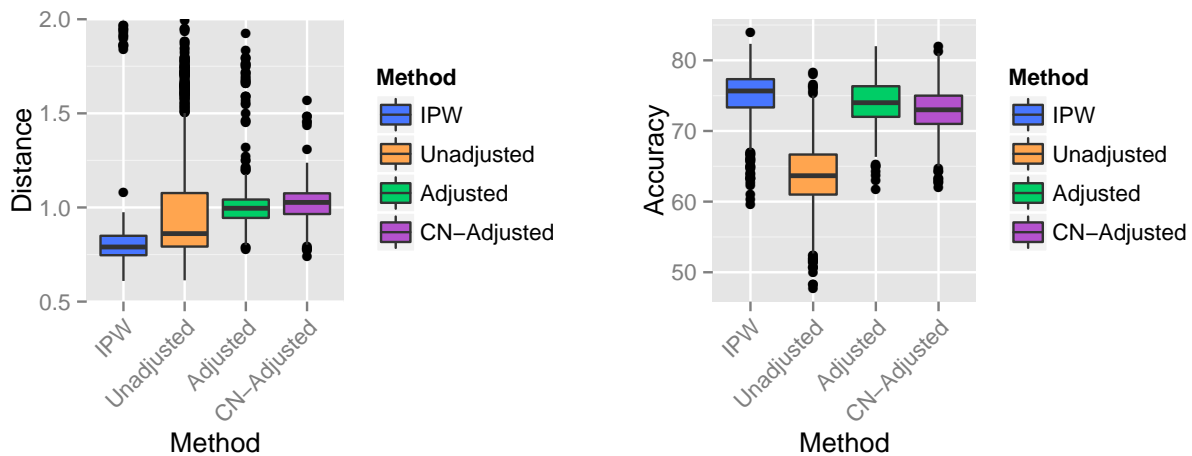 2.0
1.5
1.0
0.5
Distance
IPW
Unadjusted
Adjusted
CN−Adjusted
Method
Method
IPW
Unadjusted
Adjusted
CN−Adjusted
80
70
60
50
Accuracy
IPW
Unadjusted
Adjusted
CN−Adjusted
Method
Method
IPW
Unadjusted
Adjusted
CN−Adjusted